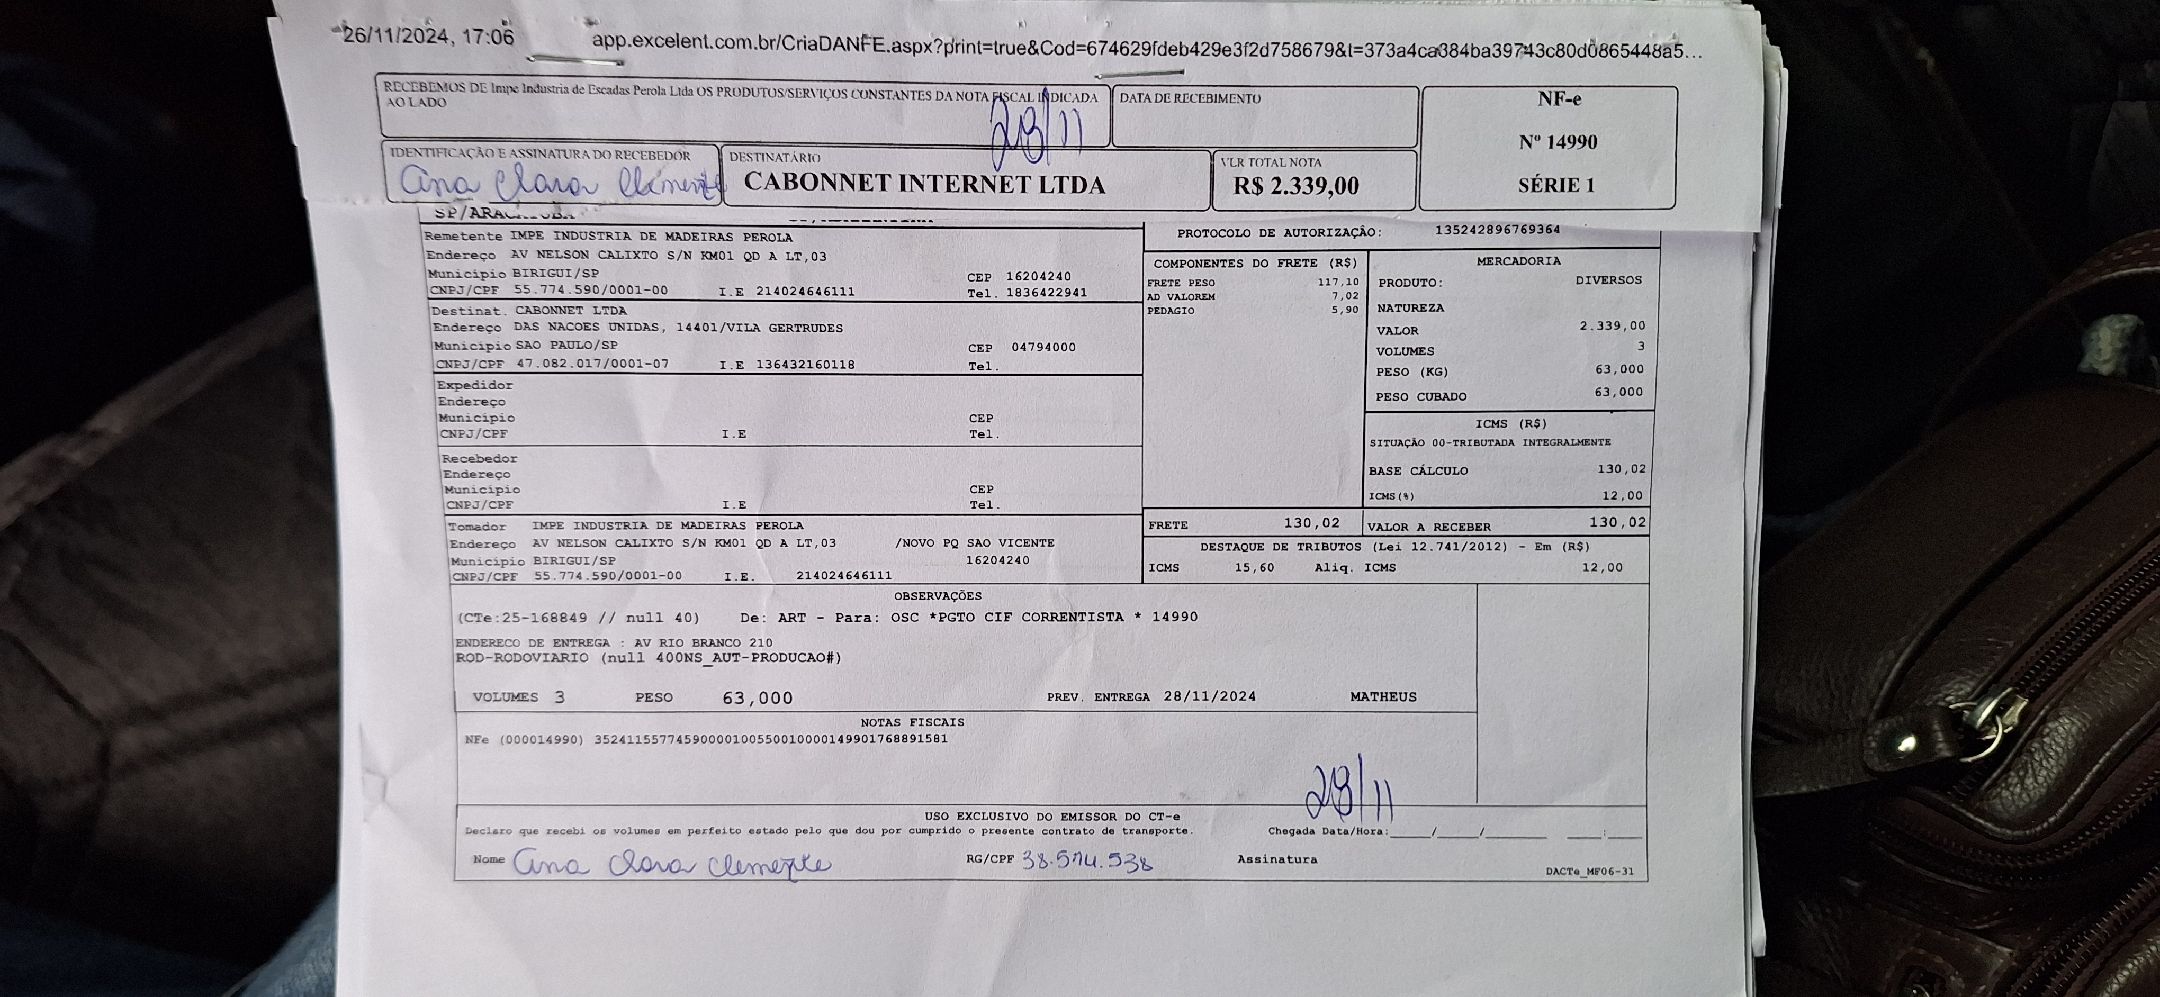 26/11/2024, 17:06 app.excelent.com.br/CriaDANFE.aspx?print=true&Cod=674629fdeb429e3f2d758679&t=373a4ca384ba39743c80d0865448a5...
RECEBEMOS DE Impe Industria de Escadas Perola Ltda OS PRODUTOS/SERVIÇOS CONSTANTES DA NOTA FISCAL INDICADA
AO LADO
28/11
DATA DE RECEBIMENTO
NF-e
Nº 14990
SÉRIE 1
IDENTIFICAÇÃO E ASSINATURA DO RECEBEDOR
Ana Clara Clemente
DESTINATÁRIO
CABONNET INTERNET LTDA
VLR TOTAL NOTA
R$ 2.339,00
SP/ARAÇATUBA
Remetente IMPE INDUSTRIA DE MADEIRAS PEROLA
Endereço AV NELSON CALIXTO S/N KM01 QD A LT,03
Município BIRIGUI/SP CEP 16204240
CNPJ/CPF 55.774.590/0001-00 I.E 214024646111 Tel. 1836422941
Destinat. CABONNET LTDA
Endereço DAS NACOES UNIDAS, 14401/VILA GERTRUDES
Município SAO PAULO/SP CEP 04794000
CNPJ/CPF 47.082.017/0001-07 I.E 136432160118 Tel.
Expedidor
Endereço
Município CEP
CNPJ/CPF I.E Tel.
Recebedor
Endereço
Município CEP
CNPJ/CPF I.E Tel.
Tomador IMPE INDUSTRIA DE MADEIRAS PEROLA
Endereço AV NELSON CALIXTO S/N KM01 QD A LT,03 /NOVO PQ SAO VICENTE
Município BIRIGUI/SP 16204240
CNPJ/CPF 55.774.590/0001-00 I.E. 214024646111
PROTOCOLO DE AUTORIZAÇÃO: 135242896769364
COMPONENTES DO FRETE (R$)
FRETE PESO 117,10
AD VALOREM 7,02
PEDAGIO 5,90
MERCADORIA
PRODUTO: DIVERSOS
NATUREZA
VALOR 2.339,00
VOLUMES 3
PESO (KG) 63,000
PESO CUBADO 63,000
ICMS (R$)
SITUAÇÃO 00-TRIBUTADA INTEGRALMENTE
BASE CÁLCULO 130,02
ICMS(%) 12,00
FRETE 130,02 VALOR A RECEBER 130,02
DESTAQUE DE TRIBUTOS (Lei 12.741/2012) - Em (R$)
ICMS 15,60 Aliq. ICMS 12,00
OBSERVAÇÕES
(CTe:25-168849 // null 40) De: ART - Para: OSC *PGTO CIF CORRENTISTA * 14990
ENDERECO DE ENTREGA : AV RIO BRANCO 210
ROD-RODOVIARIO (null 400NS_AUT-PRODUCAO#)
VOLUMES 3 PESO 63,000 PREV. ENTREGA 28/11/2024 MATHEUS
NOTAS FISCAIS
NFe (000014990) 35241155774590000100550010000149901768891581
28/11
USO EXCLUSIVO DO EMISSOR DO CT-e
Declaro que recebi os volumes em perfeito estado pelo que dou por cumprido o presente contrato de transporte. Chegada Data/Hora:_____/_____/_______ ____:____
Nome Ana Clara Clemente RG/CPF 38.574.538 Assinatura
DACTe_MF06-31